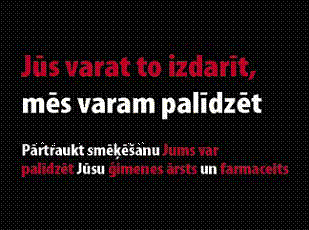 Jūs varat to izdarīt,
mēs varam palīdzēt
Pārtraukt smēķēšanu Jums var
palīdzēt Jūsu ģimenes ārsts un farmaceits